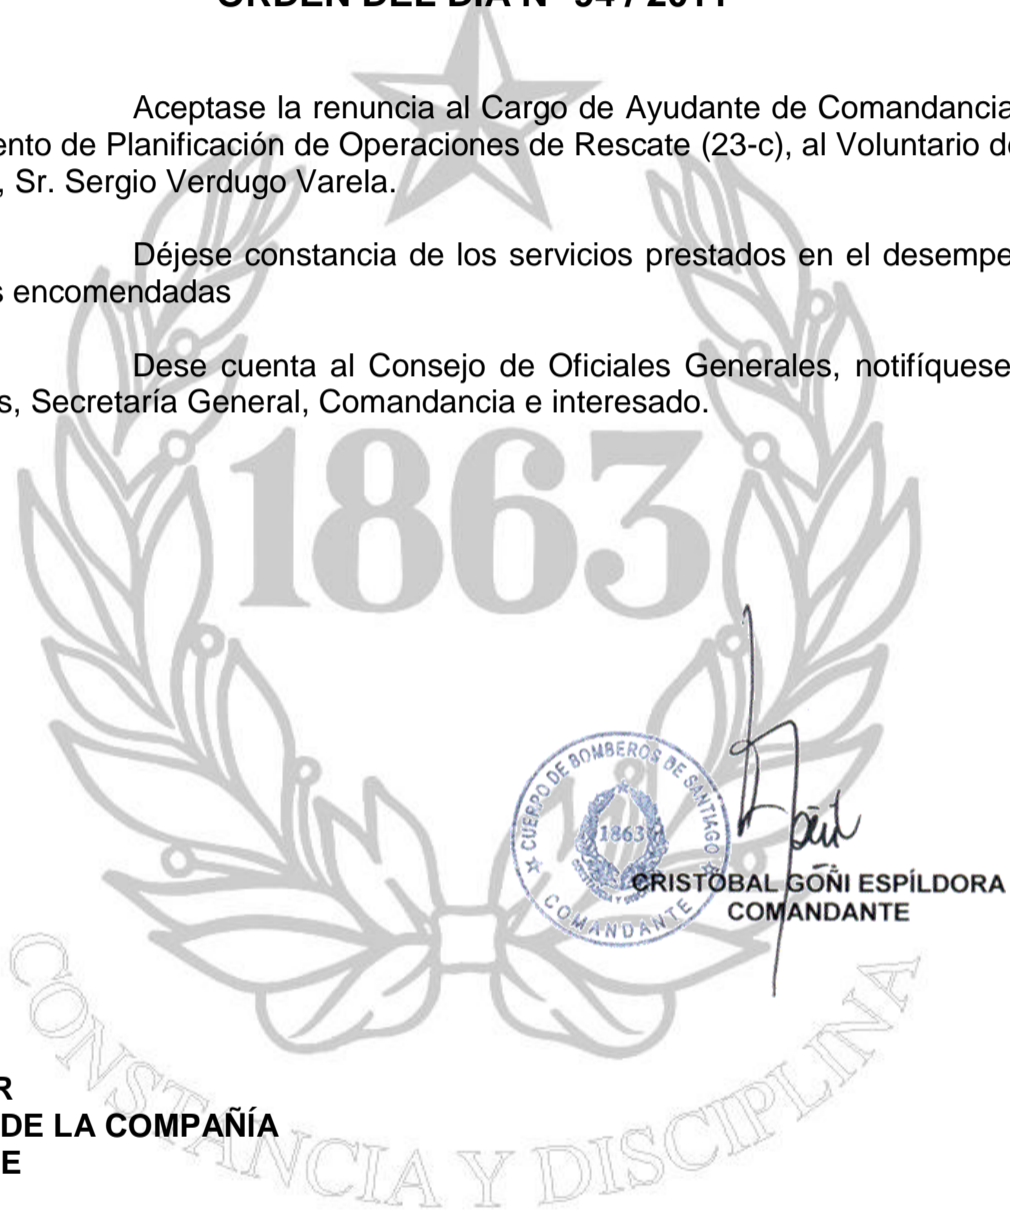 Aceptase la renuncia al Cargo de Ayudante de Comandancia
ento de Planificación de Operaciones de Rescate (23-c), al Voluntario de
, Sr. Sergio Verdugo Varela.
Déjese constancia de los servicios prestados en el desempe
s encomendadas
Dese cuenta al Consejo de Oficiales Generales, notifíquese
s, Secretaría General, Comandancia e interesado.
1863
CUERPO DE BOMBEROS DE SANTIAGO
1863
COMANDANTE
CRISTÓBAL GOÑI ESPÍLDORA
COMANDANTE
R
DE LA COMPAÑÍA
E
CONSTANCIA Y DISCIPLINA